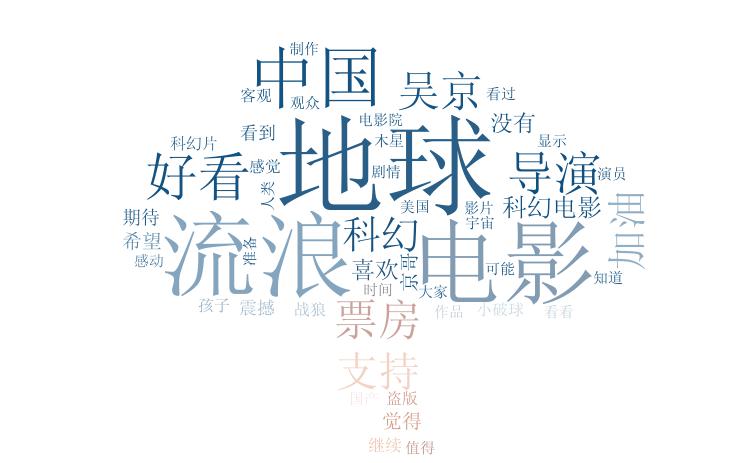 制作
中国
吴京
客观
观众
看过
电影院
没有
看到
木星
显示
科幻片
地球
好看
感觉
剧情
导演
演员
人类
美国
影片
科幻电影
期待
宇宙
加油
流浪
科幻
电影
希望
准备
感动
喜欢
京哥
可能
知道
时间
大家
孩子
震撼
战狼
票房
作品
小破球
看看
支持
国产
盗版
觉得
继续
值得